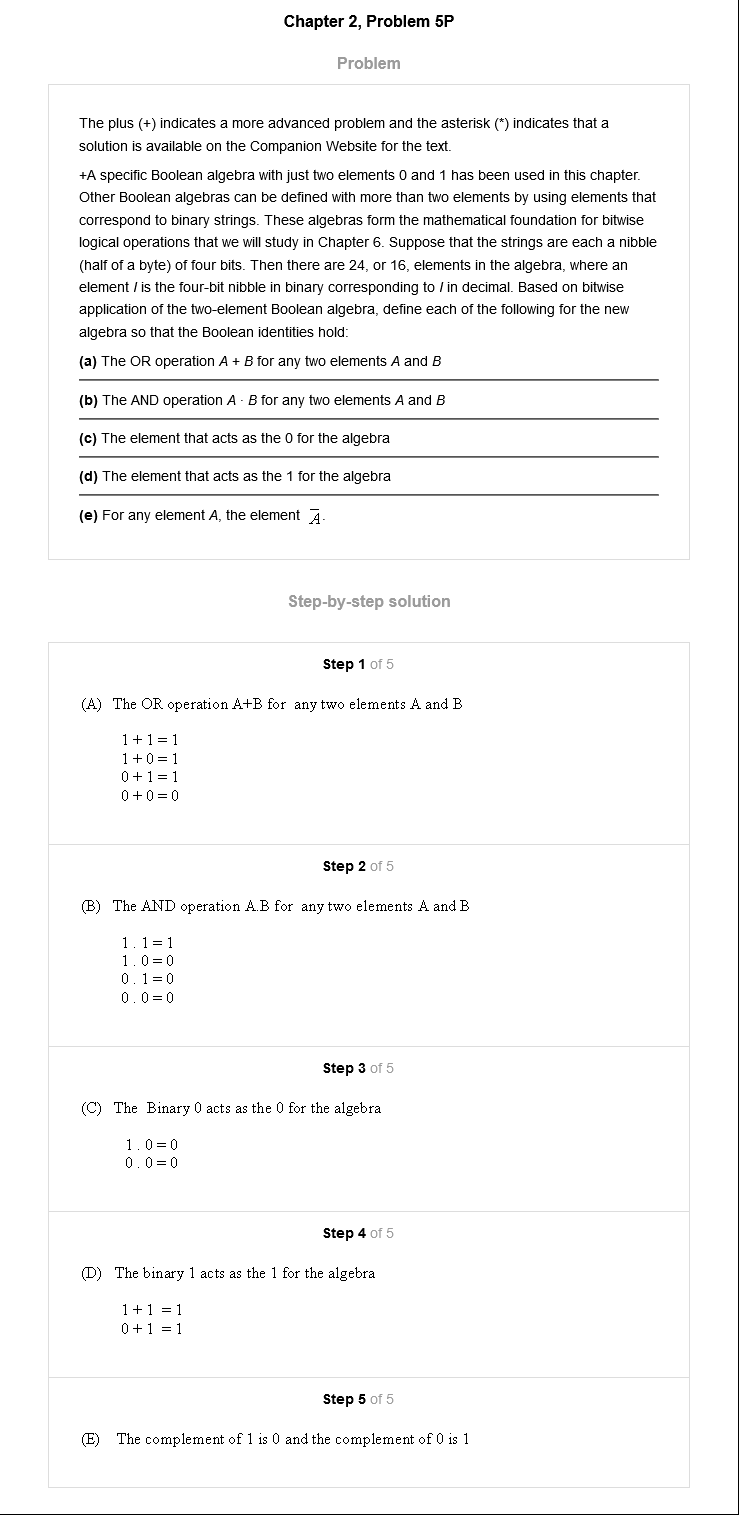 Chapter 2, Problem 5P
Problem
The plus (+) indicates a more advanced problem and the asterisk (*) indicates that a
solution is available on the Companion Website for the text.
+A specific Boolean algebra with just two elements 0 and 1 has been used in this chapter.
Other Boolean algebras can be defined with more than two elements by using elements that
correspond to binary strings. These algebras form the mathematical foundation for bitwise
logical operations that we will study in Chapter 6. Suppose that the strings are each a nibble
(half of a byte) of four bits. Then there are 24, or 16, elements in the algebra, where an
element I is the four-bit nibble in binary corresponding to I in decimal. Based on bitwise
application of the two-element Boolean algebra, define each of the following for the new
algebra so that the Boolean identities hold:
(a) The OR operation A + B for any two elements A and B
(b) The AND operation A · B for any two elements A and B
(c) The element that acts as the 0 for the algebra
(d) The element that acts as the 1 for the algebra
(e) For any element A, the element A̅.
Step-by-step solution
Step 1 of 5
(A) The OR operation A+B for any two elements A and B
1 + 1 = 1
1 + 0 = 1
0 + 1 = 1
0 + 0 = 0
Step 2 of 5
(B) The AND operation A.B for any two elements A and B
1 . 1 = 1
1 . 0 = 0
0 . 1 = 0
0 . 0 = 0
Step 3 of 5
(C) The Binary 0 acts as the 0 for the algebra
1 . 0 = 0
0 . 0 = 0
Step 4 of 5
(D) The binary 1 acts as the 1 for the algebra
1 + 1 = 1
0 + 1 = 1
Step 5 of 5
(E) The complement of 1 is 0 and the complement of 0 is 1